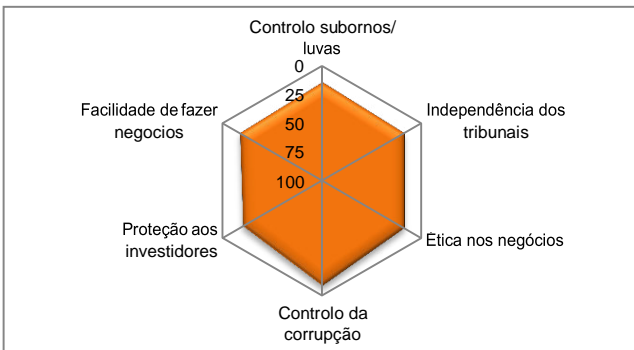 Controlo subornos/
luvas
0
25
50
75
100
Facilidade de fazer
negocios
Independência dos
tribunais
Proteção aos
investidores
Etica nos negócios
Controlo da
corrupção